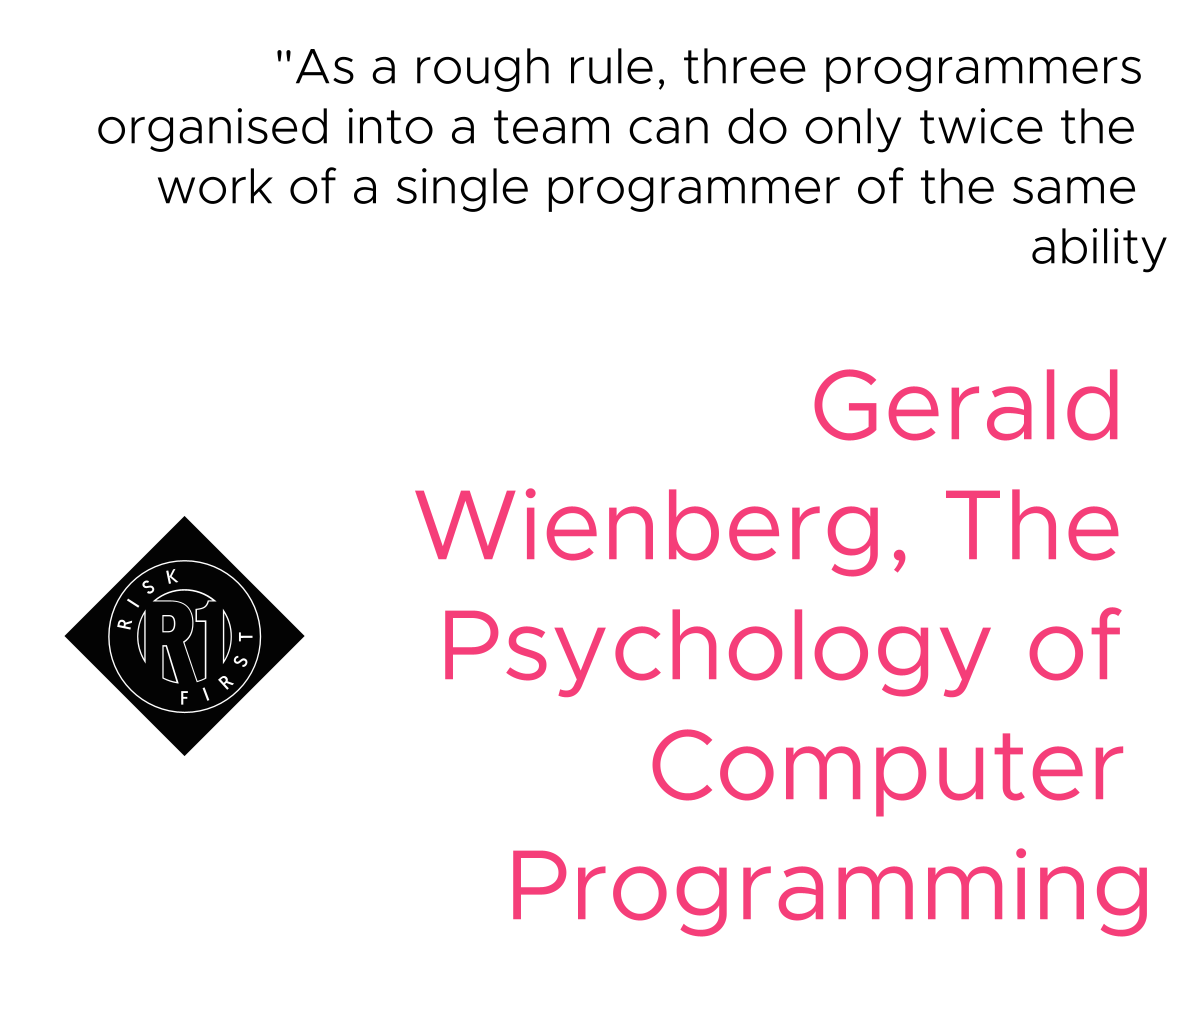 "As a rough rule, three programmers
organised into a team can do only twice the
work of a single programmer of the same
ability
Gerald
Wienberg, The
Psychology of
Computer
Programming
RISK
R1
FIRST